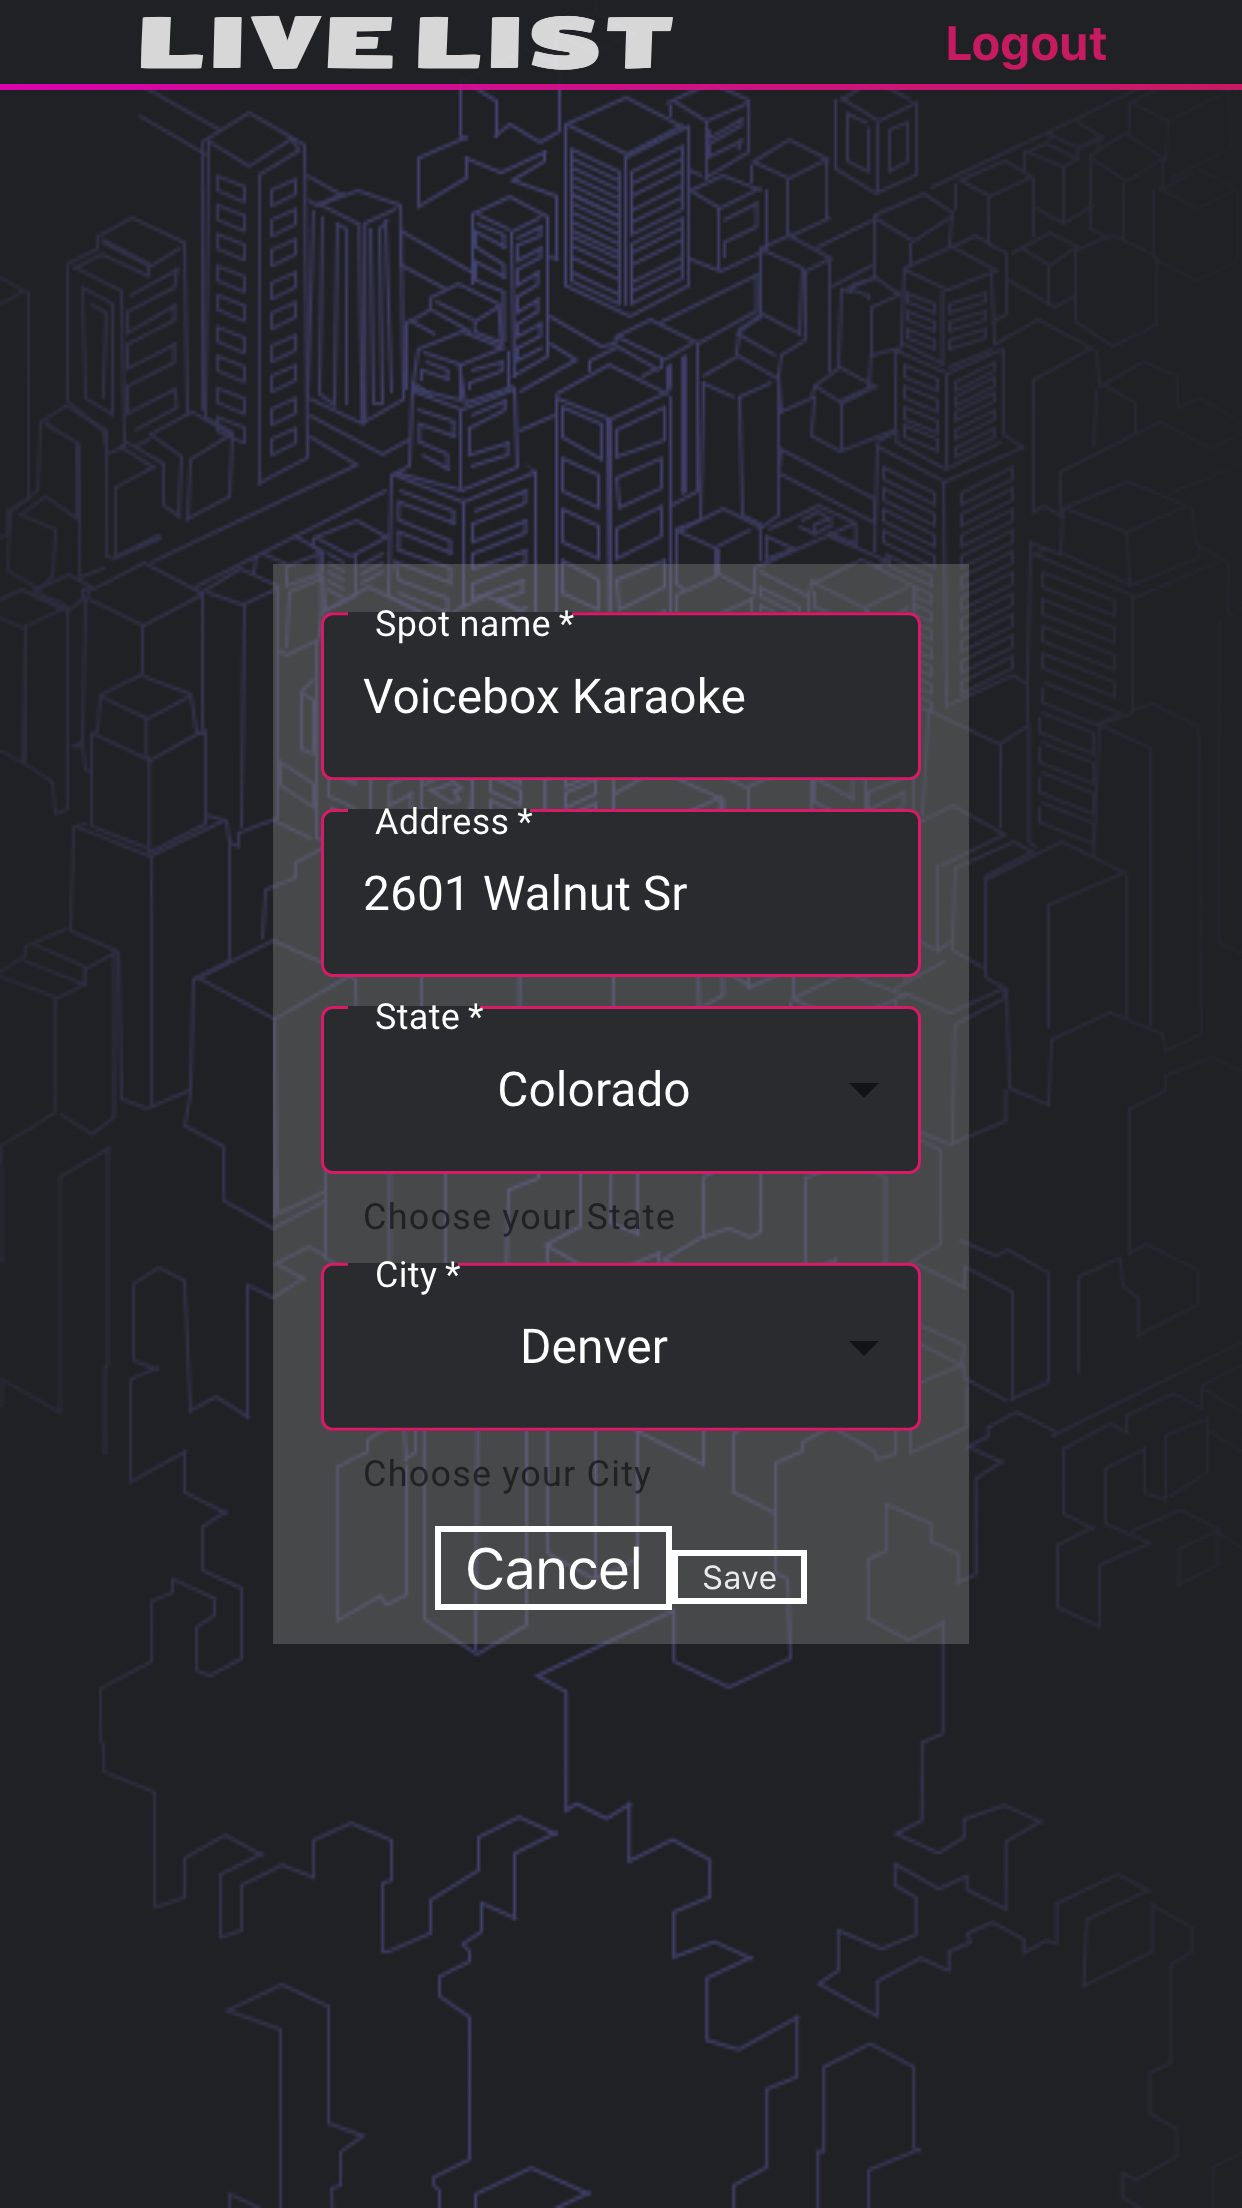 LIVE LIST Logout
Spot name *
Voicebox Karaoke
Address *
2601 Walnut Sr
State *
Colorado
Choose your State
City *
Denver
Choose your City
Cancel Save